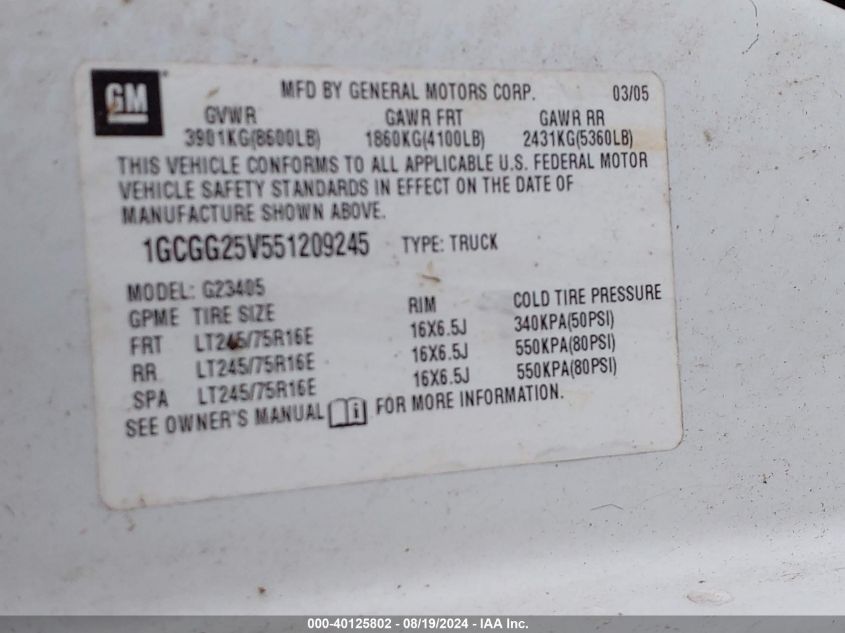 GM
MFD BY GENERAL MOTORS CORP. 03/05
GVWR GAWR FRT GAWR RR
3901KG(8600LB) 1860KG(4100LB) 2431KG(5360LB)
THIS VEHICLE CONFORMS TO ALL APPLICABLE U.S. FEDERAL MOTOR
VEHICLE SAFETY STANDARDS IN EFFECT ON THE DATE OF
MANUFACTURE SHOWN ABOVE.
1GCGG25V551209245 TYPE: TRUCK
MODEL: G23405
GPME TIRE SIZE RIM COLD TIRE PRESSURE
FRT LT245/75R16E 16X6.5J 340KPA(50PSI)
RR LT245/75R16E 16X6.5J 550KPA(80PSI)
SPA LT245/75R16E 16X6.5J 550KPA(80PSI)
SEE OWNER'S MANUAL i FOR MORE INFORMATION.
000-40125802 - 08/19/2024 - IAA Inc.